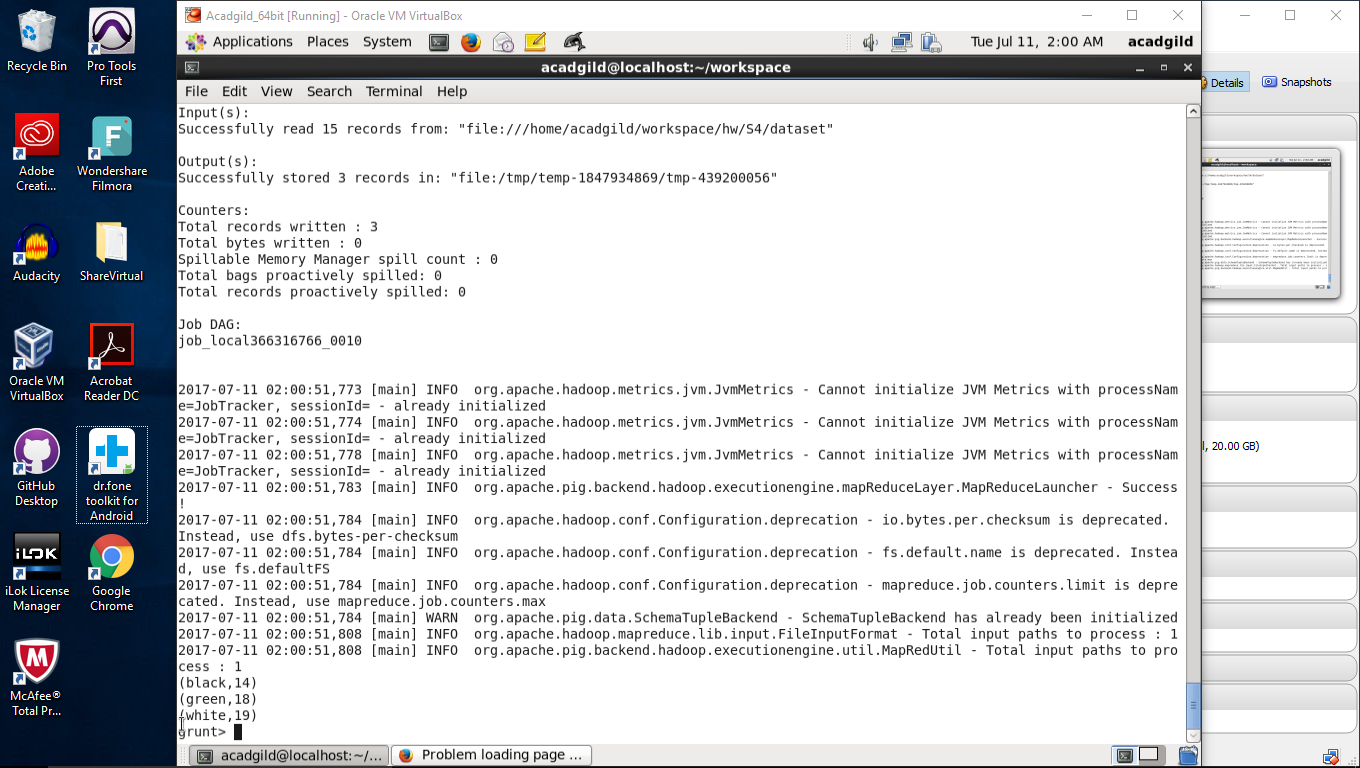 Acadgild_64bit [Running] - Oracle VM VirtualBox
Applications Places System Tue Jul 11, 2:00 AM acadgild
acadgild@localhost:~/workspace
File Edit View Search Terminal Help
Input(s):
Successfully read 15 records from: "file:///home/acadgild/workspace/hw/S4/dataset"
Output(s):
Successfully stored 3 records in: "file:/tmp/temp-1847954869/tmp-439200056"
Counters:
Total records written : 3
Total bytes written : 0
Spillable Memory Manager spill count : 0
Total bags proactively spilled: 0
Total records proactively spilled: 0
Job DAG:
job_local366316766_0010
2017-07-11 02:00:51,773 [main] INFO  org.apache.hadoop.metrics.jvm.JvmMetrics - Cannot initialize JVM Metrics with processNam
e=JobTracker, sessionId= - already initialized
2017-07-11 02:00:51,774 [main] INFO  org.apache.hadoop.metrics.jvm.JvmMetrics - Cannot initialize JVM Metrics with processNam
e=JobTracker, sessionId= - already initialized
2017-07-11 02:00:51,778 [main] INFO  org.apache.hadoop.metrics.jvm.JvmMetrics - Cannot initialize JVM Metrics with processNam
e=JobTracker, sessionId= - already initialized
2017-07-11 02:00:51,783 [main] INFO  org.apache.pig.backend.hadoop.executionengine.mapReduceLayer.MapReduceLauncher - Success
!
2017-07-11 02:00:51,784 [main] INFO  org.apache.hadoop.conf.Configuration.deprecation - io.bytes.per.checksum is deprecated.
Instead, use dfs.bytes-per-checksum
2017-07-11 02:00:51,784 [main] INFO  org.apache.hadoop.conf.Configuration.deprecation - fs.default.name is deprecated. Instea
d, use fs.defaultFS
2017-07-11 02:00:51,784 [main] INFO  org.apache.hadoop.conf.Configuration.deprecation - mapreduce.job.counters.limit is depre
cated. Instead, use mapreduce.job.counters.max
2017-07-11 02:00:51,784 [main] WARN  org.apache.pig.data.SchemaTupleBackend - SchemaTupleBackend has already been initialized
2017-07-11 02:00:51,808 [main] INFO  org.apache.hadoop.mapreduce.lib.input.FileInputFormat - Total input paths to process : 1
2017-07-11 02:00:51,808 [main] INFO  org.apache.pig.backend.hadoop.executionengine.util.MapRedUtil - Total input paths to pro
cess : 1
(black,14)
(green,18)
(white,19)
grunt>
acadgild@localhost:~/...
Problem loading page ...
Recycle Bin
Pro Tools
First
Adobe
Creati...
Wondershare
Filmora
Audacity
ShareVirtual
Oracle VM
VirtualBox
Acrobat
Reader DC
GitHub
Desktop
dr.fone
toolkit for
Android
iLOK
iLok License
Manager
Google
Chrome
McAfee®
Total Pr...
Details
Snapshots
l, 20.00 GB)